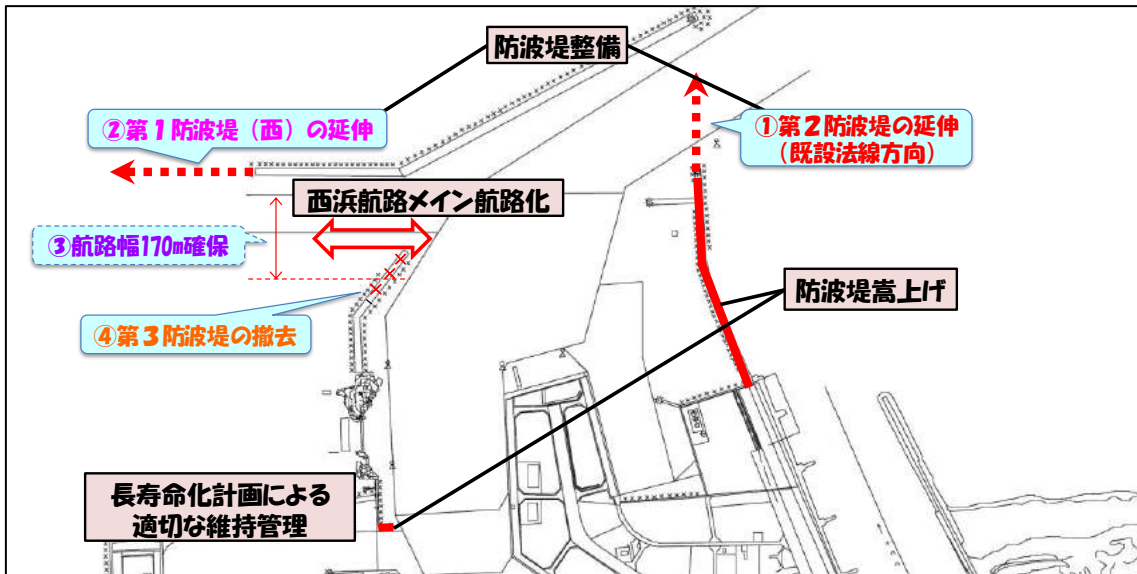 防波堤整備
②第1防波堤（西）の延伸
①第2防波堤の延伸
（既設法線方向）
西浜航路メイン航路化
③航路幅170m確保
防波堤嵩上げ
④第3防波堤の撤去
長寿命化計画による
適切な維持管理